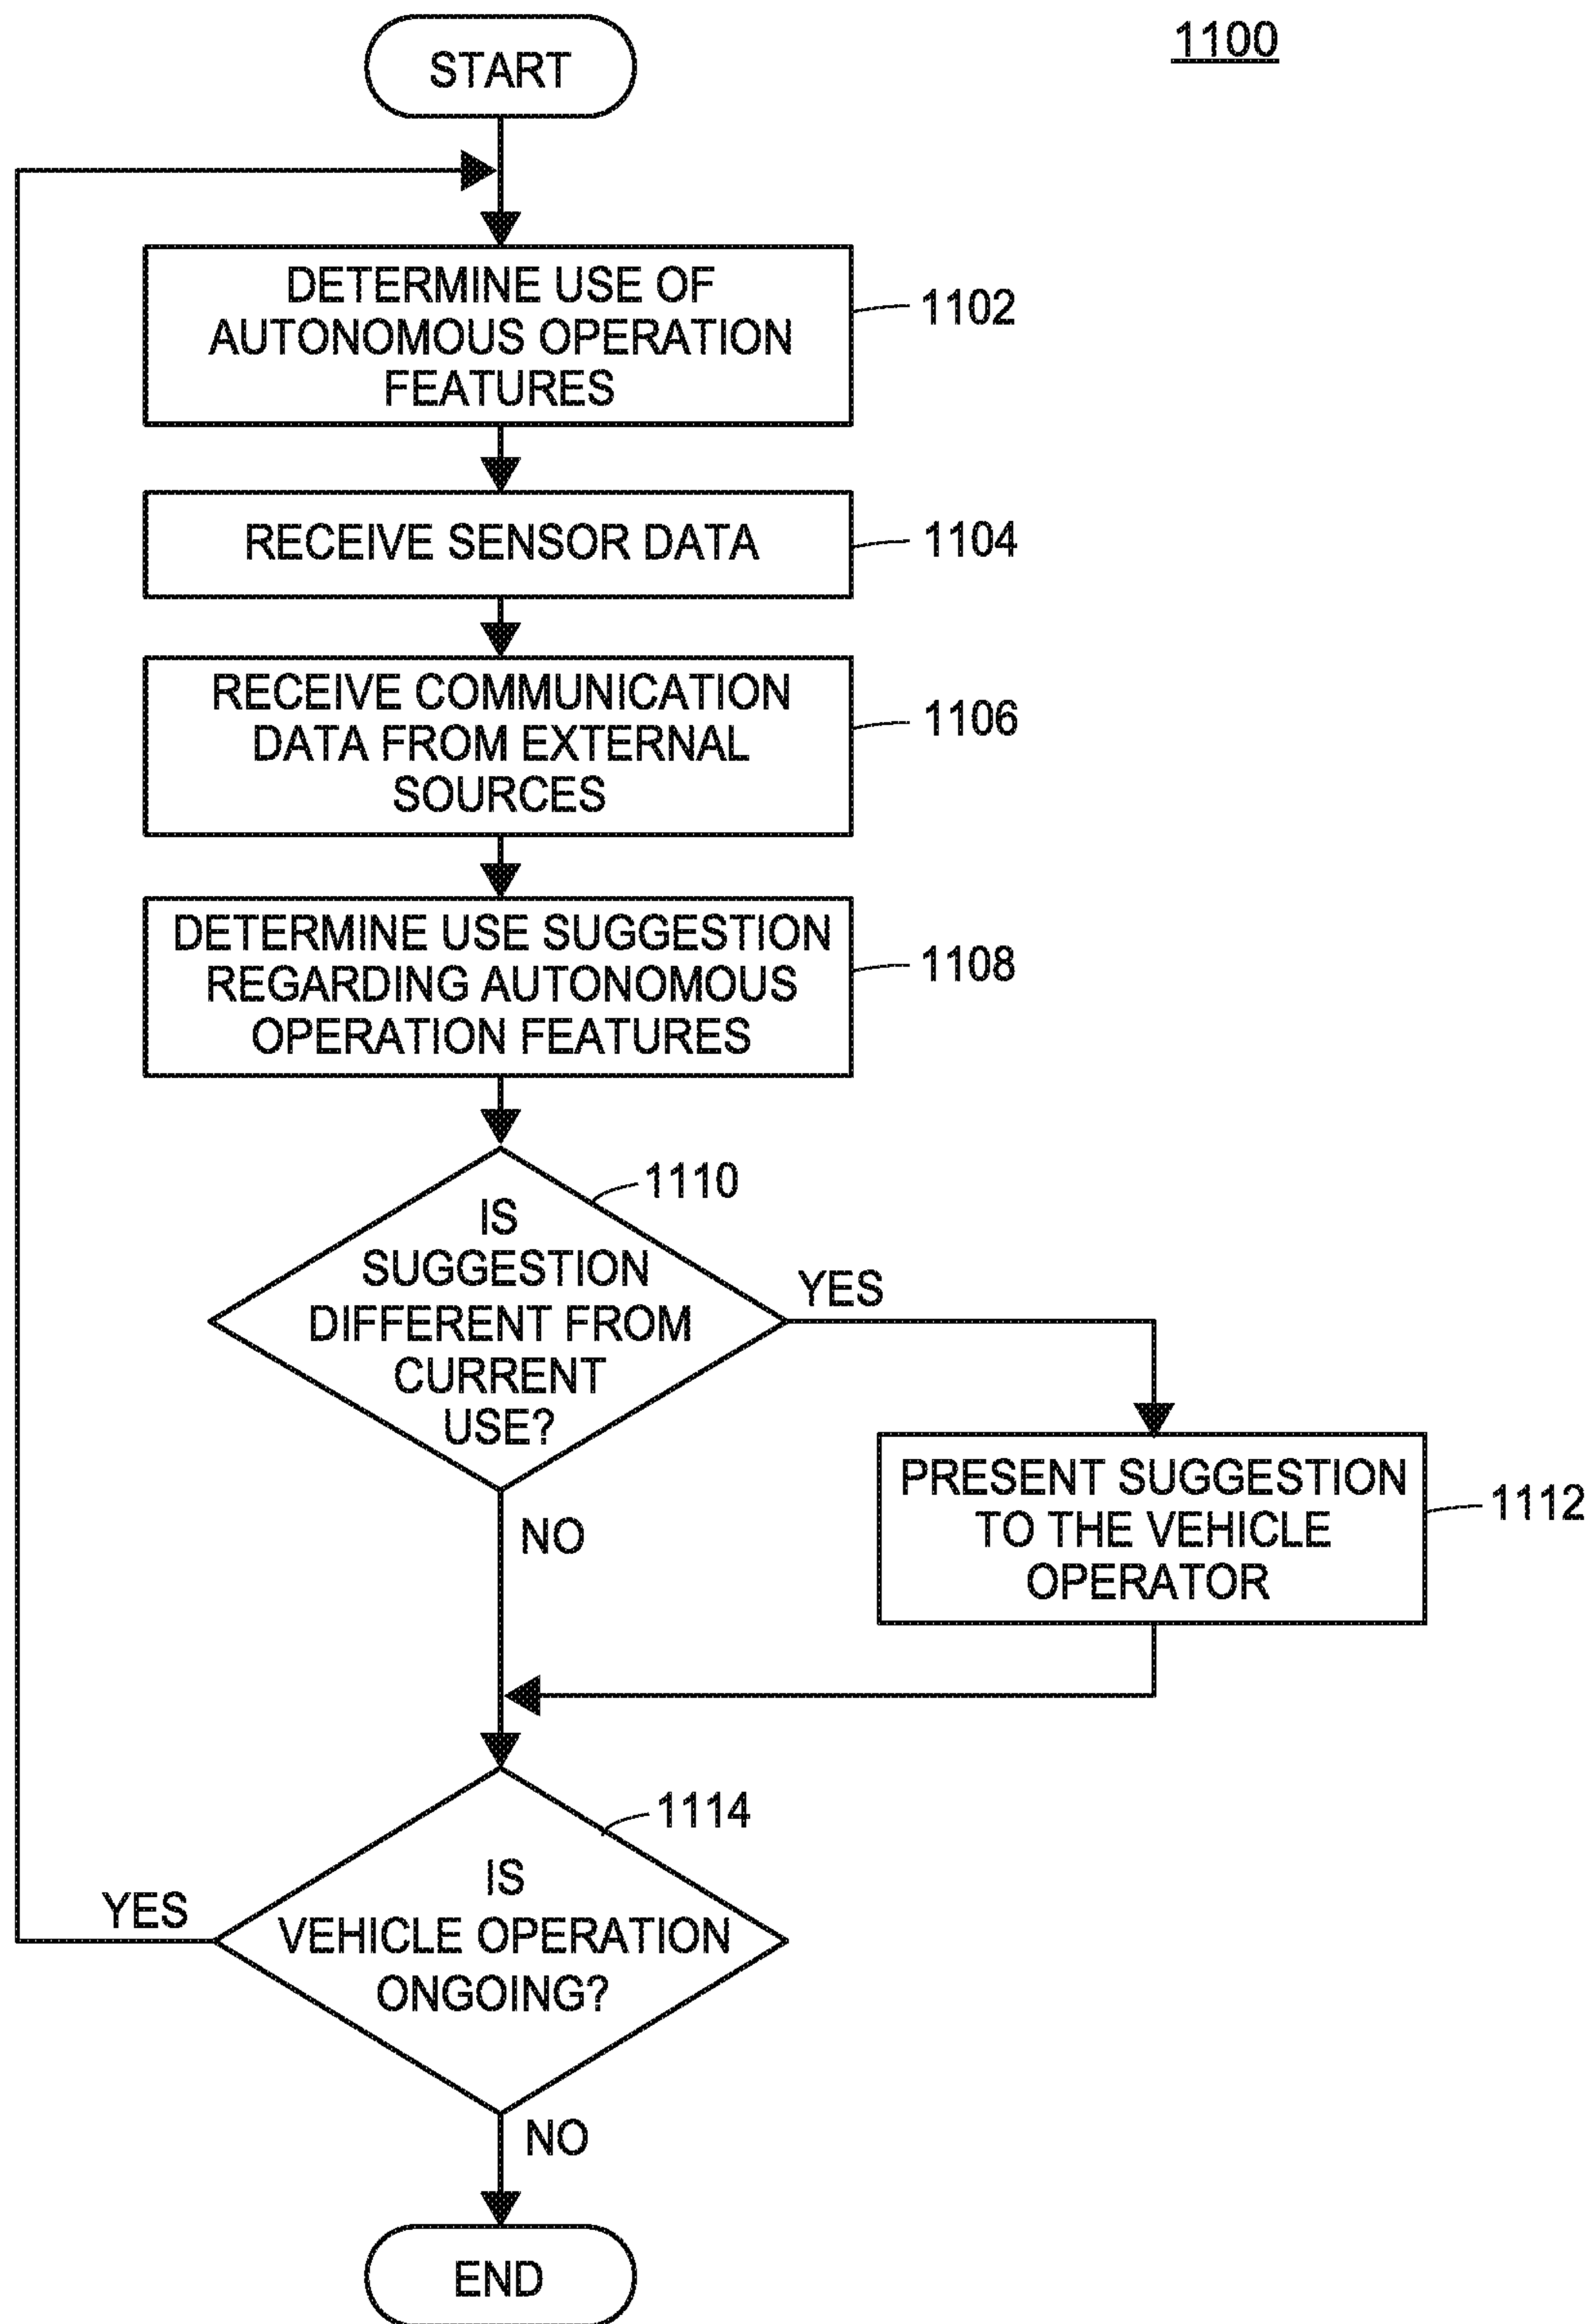 1100
START
DETERMINE USE OF
AUTONOMOUS OPERATION
FEATURES
1102
RECEIVE SENSOR DATA
1104
RECEIVE COMMUNICATION
DATA FROM EXTERNAL
SOURCES
1106
DETERMINE USE SUGGESTION
REGARDING AUTONOMOUS
OPERATION FEATURES
1108
1110
IS
SUGGESTION
DIFFERENT FROM
CURRENT
USE?
YES
NO
PRESENT SUGGESTION
TO THE VEHICLE
OPERATOR
1112
1114
IS
VEHICLE OPERATION
ONGOING?
YES
NO
END